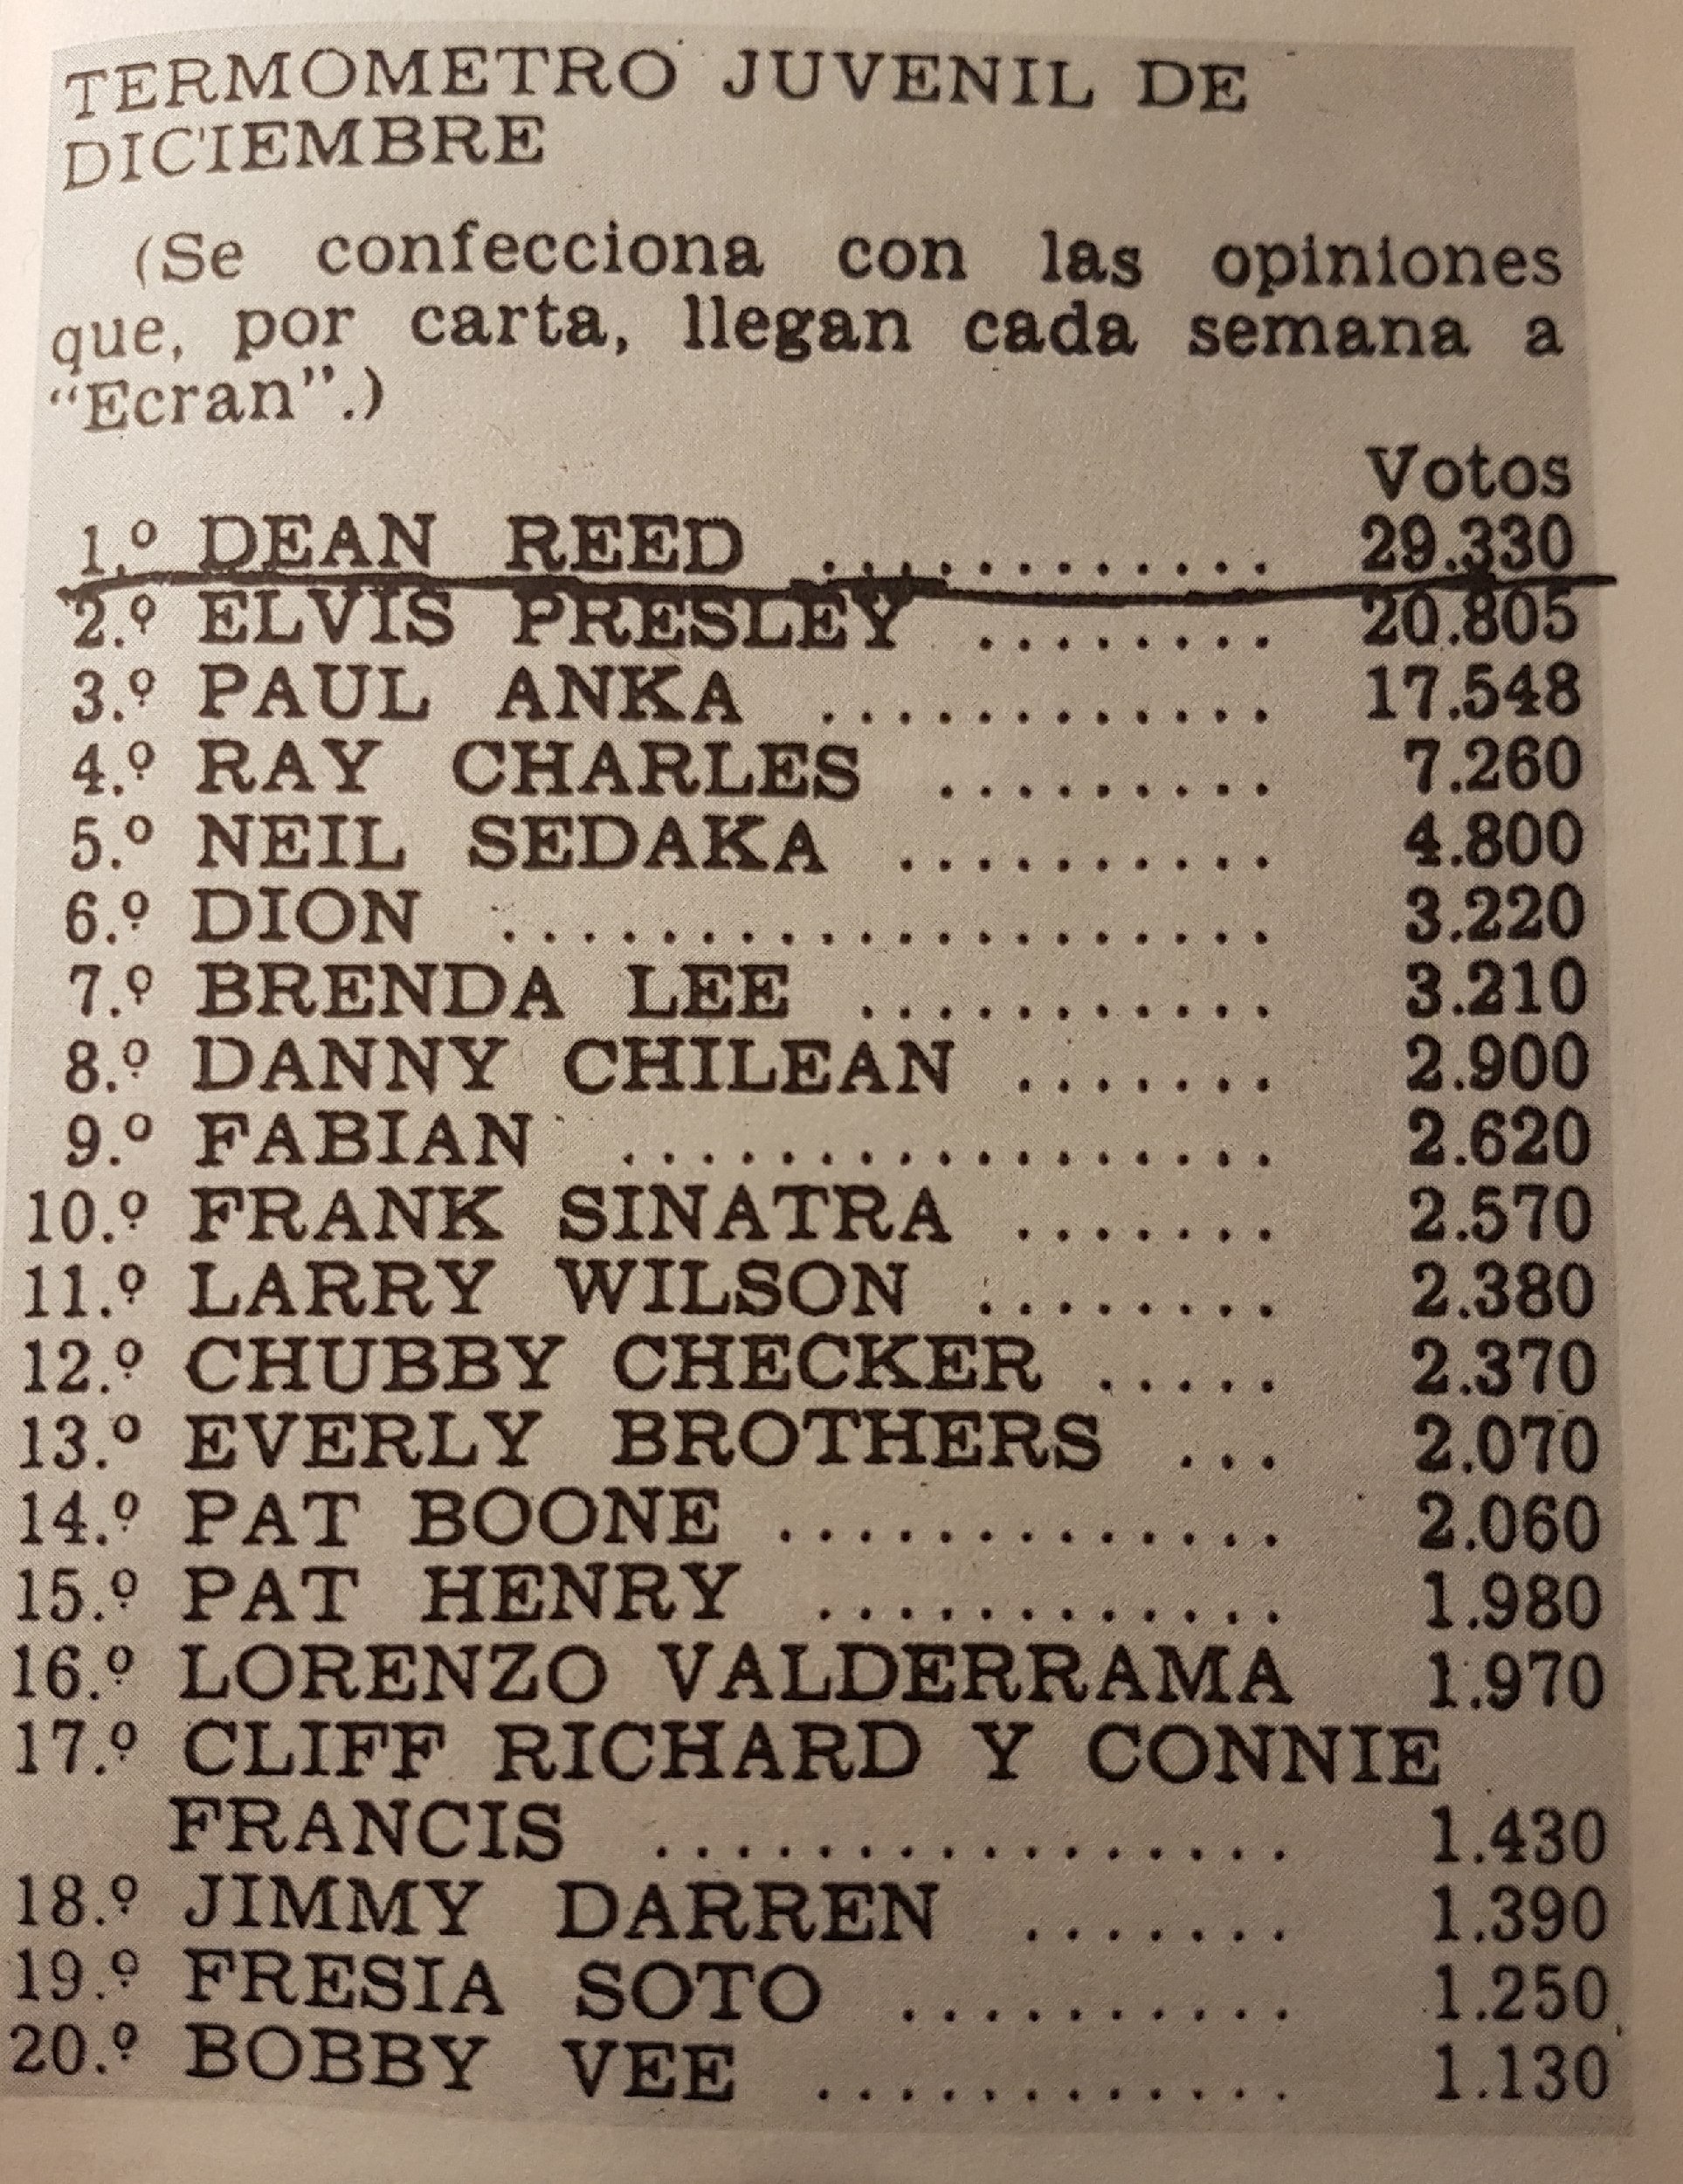 TERMOMETRO JUVENIL DE
DICIEMBRE
(Se confecciona con las opiniones
que, por carta, llegan cada semana a
"Ecran".)
Votos
1.º DEAN REED ............ 29.330
2.º ELVIS PRESLEY ........ 20.805
3.º PAUL ANKA ............ 17.548
4.º RAY CHARLES ......... 7.260
5.º NEIL SEDAKA .......... 4.800
6.º DION .................... 3.220
7.º BRENDA LEE ........... 3.210
8.º DANNY CHILEAN ....... 2.900
9.º FABIAN ................. 2.620
10.º FRANK SINATRA ....... 2.570
11.º LARRY WILSON ........ 2.380
12.º CHUBBY CHECKER ..... 2.370
13.º EVERLY BROTHERS ... 2.070
14.º PAT BOONE ............. 2.060
15.º PAT HENRY ............ 1.980
16.º LORENZO VALDERRAMA 1.970
17.º CLIFF RICHARD Y CONNIE
FRANCIS ................. 1.430
18.º JIMMY DARREN ....... 1.390
19.º FRESIA SOTO .......... 1.250
20.º BOBBY VEE ............ 1.130